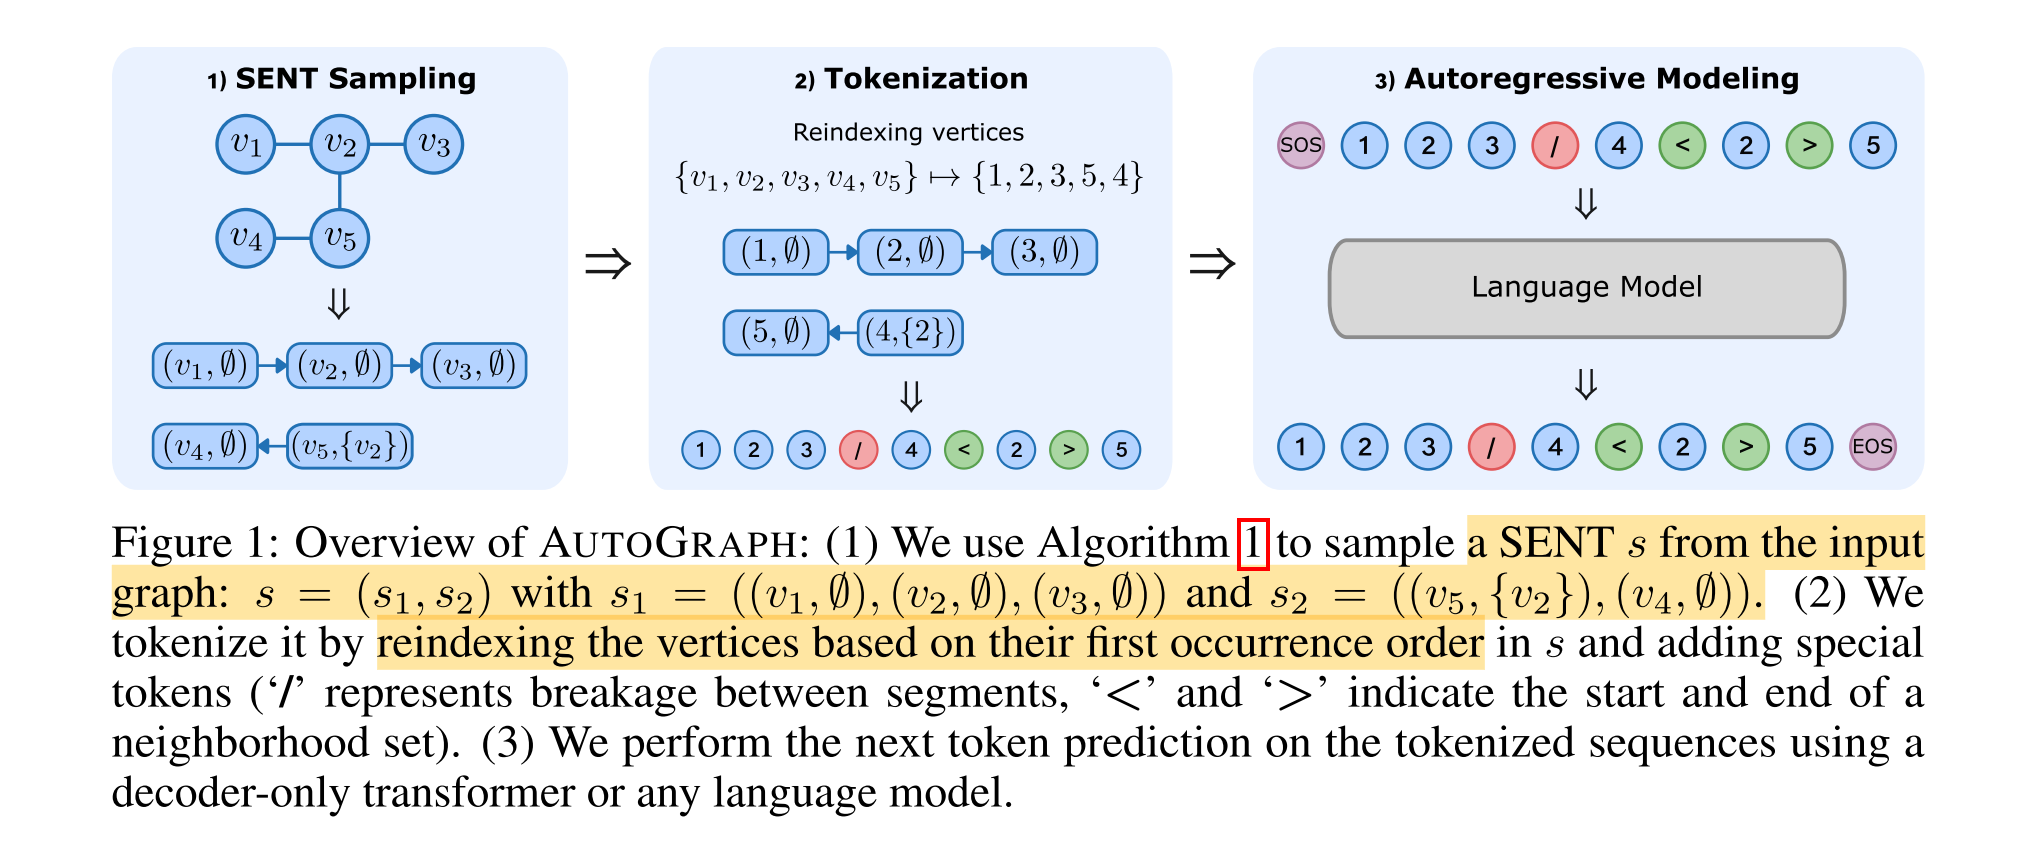 1) SENT Sampling
v1 v2 v3
v4 v5
⇓
(v1, ∅) (v2, ∅) (v3, ∅)
(v4, ∅) (v5,{v2})
⇒
2) Tokenization
Reindexing vertices
{v1, v2, v3, v4, v5} ↦ {1, 2, 3, 5, 4}
(1, ∅) (2, ∅) (3, ∅)
(5, ∅) (4,{2})
⇓
1 2 3 / 4 < 2 > 5
⇒
3) Autoregressive Modeling
SOS 1 2 3 / 4 < 2 > 5
⇓
Language Model
⇓
1 2 3 / 4 < 2 > 5 EOS
Figure 1: Overview of AUTOGRAPH: (1) We use Algorithm 1 to sample a SENT s from the input
graph: s = (s1, s2) with s1 = ((v1, ∅), (v2, ∅), (v3, ∅)) and s2 = ((v5, {v2}), (v4, ∅)). (2) We
tokenize it by reindexing the vertices based on their first occurrence order in s and adding special
tokens (‘/’ represents breakage between segments, ‘<’ and ‘>’ indicate the start and end of a
neighborhood set). (3) We perform the next token prediction on the tokenized sequences using a
decoder-only transformer or any language model.